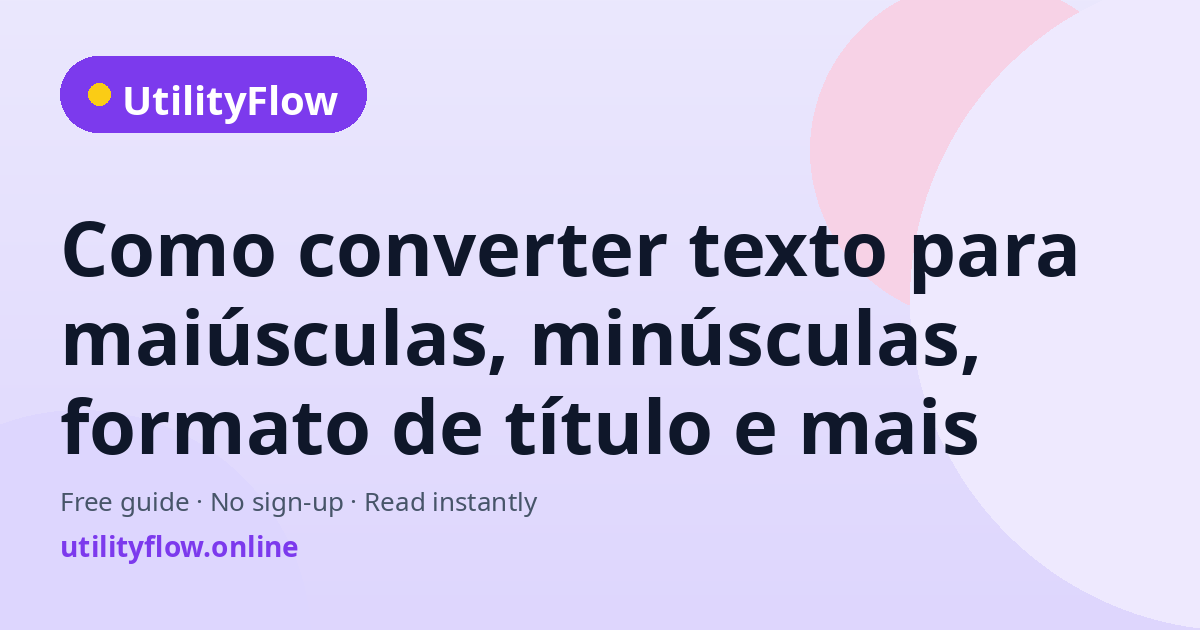 UtilityFlow
Como converter texto para
maiúsculas, minúsculas,
formato de título e mais
Free guide · No sign-up · Read instantly
utilityflow.online